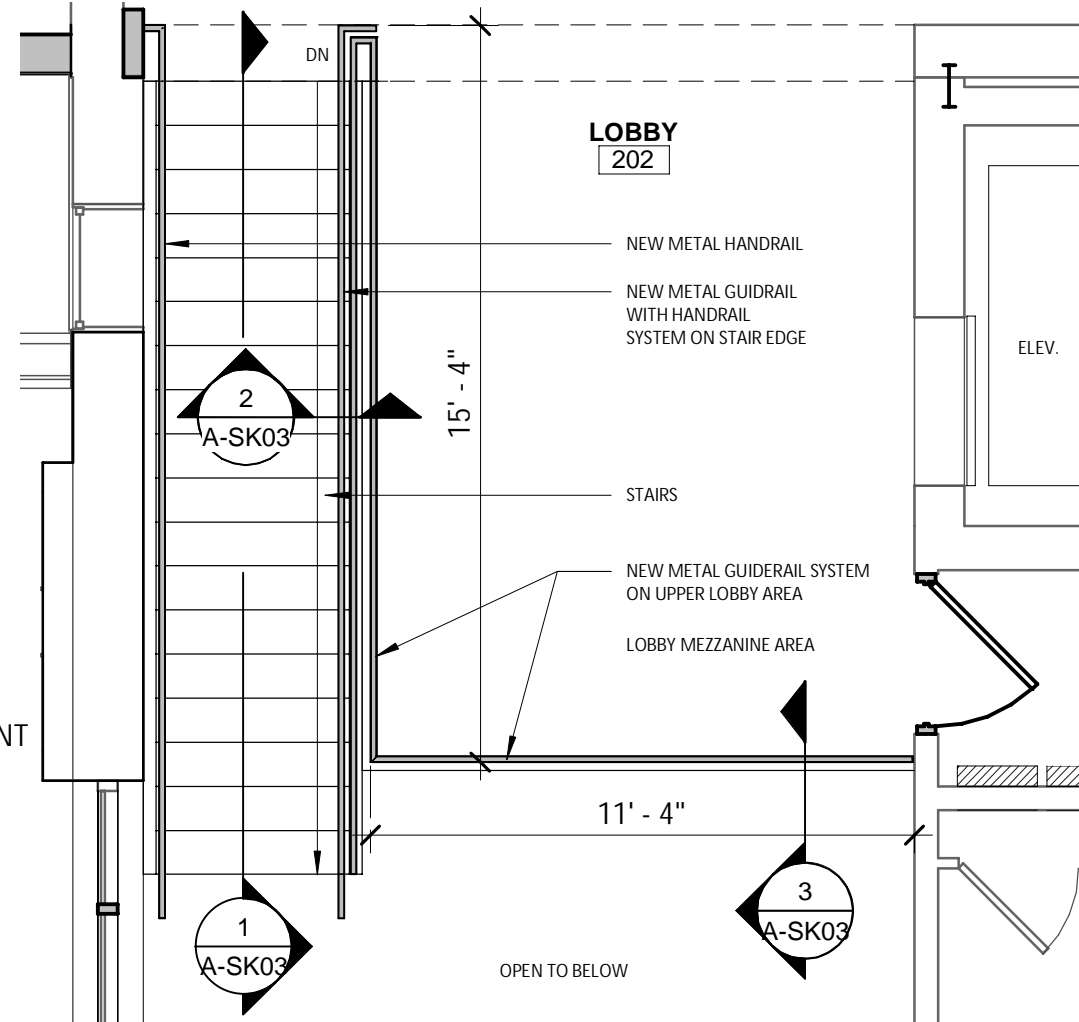 DN
LOBBY
202
NEW METAL HANDRAIL
NEW METAL GUIDRAIL
WITH HANDRAIL
SYSTEM ON STAIR EDGE
ELEV.
15' - 4"
2
A-SK03
STAIRS
NEW METAL GUIDERAIL SYSTEM
ON UPPER LOBBY AREA
LOBBY MEZZANINE AREA
NT
11' - 4"
3
A-SK03
1
A-SK03
OPEN TO BELOW